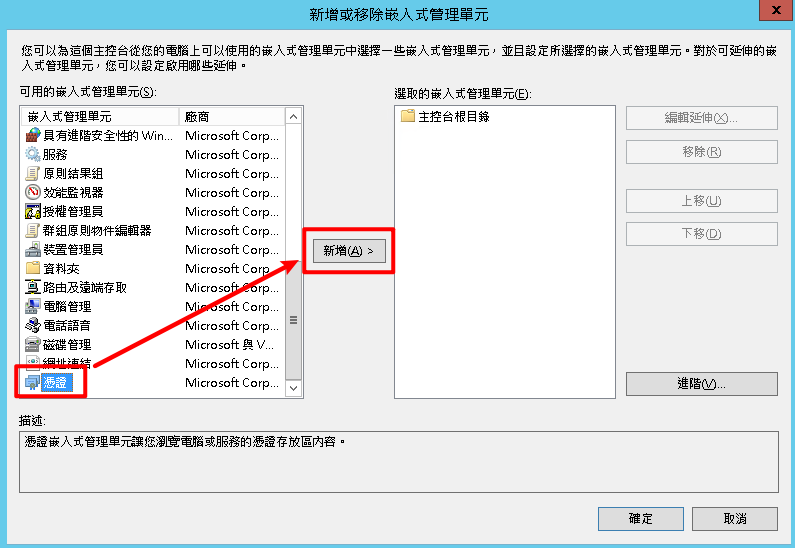 新增或移除嵌入式管理單元
x
您可以為這個主控台從您的電腦上可以使用的嵌入式管理單元中選擇一些嵌入式管理單元，並且設定所選擇的嵌入式管理單元。對於可延伸的嵌
入式管理單元，您可以設定啟用哪些延伸。
可用的嵌入式管理單元(S):
嵌入式管理單元 廠商
具有進階安全性的 Win... Microsoft Corp...
服務 Microsoft Corp...
原則結果組 Microsoft Corp...
效能監視器 Microsoft Corp...
授權管理員 Microsoft Corp...
群組原則物件編輯器 Microsoft Corp...
裝置管理員 Microsoft Corp...
資料夾 Microsoft Corp...
路由及遠端存取 Microsoft Corp...
電腦管理 Microsoft Corp...
電話語音 Microsoft Corp...
磁碟管理 Microsoft 與 V...
網址連結 Microsoft Corp...
憑證 Microsoft Corp...
新增(A) >
選取的嵌入式管理單元(E):
主控台根目錄
編輯延伸(X)...
移除(R)
上移(U)
下移(D)
進階(V)...
描述:
憑證嵌入式管理單元讓您瀏覽電腦或服務的憑證存放區內容。
確定 取消